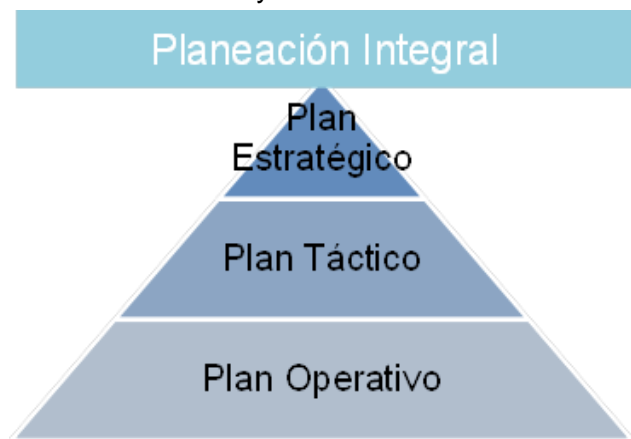 Planeación Integral
Plan
Estratégico
Plan Táctico
Plan Operativo